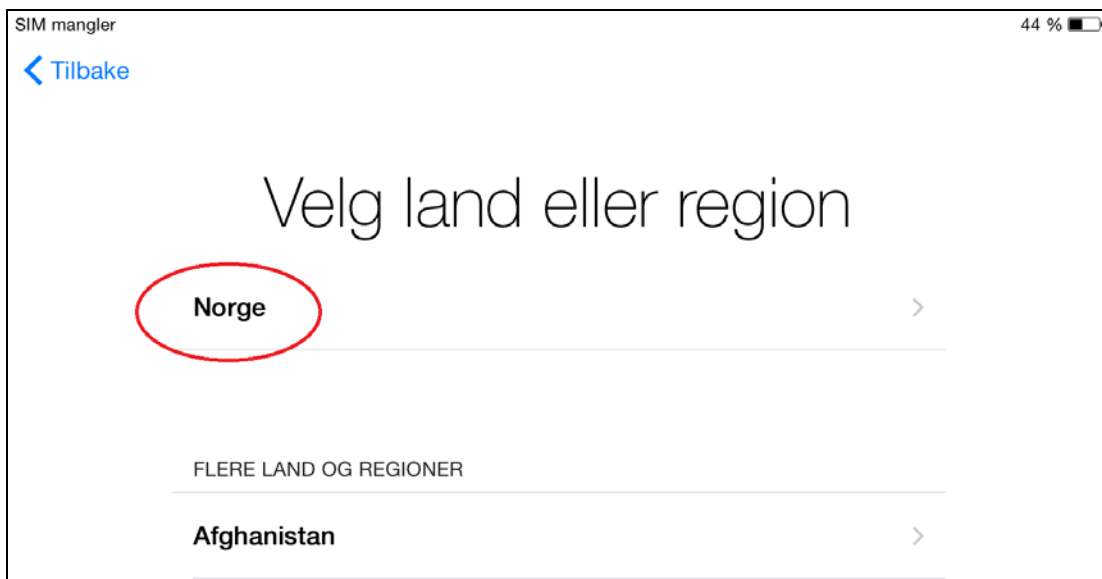 SIM mangler
44 %
Tilbake
Velg land eller region
Norge
FLERE LAND OG REGIONER
Afghanistan